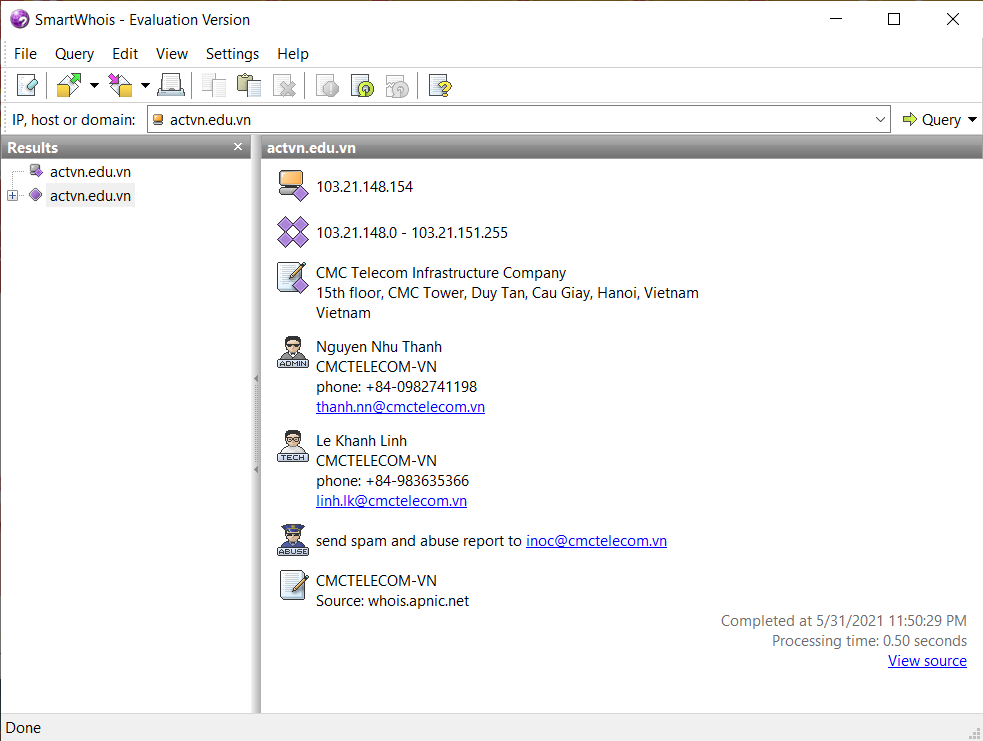 SmartWhois - Evaluation Version
File Query Edit View Settings Help
IP, host or domain: actvn.edu.vn Query
Results
actvn.edu.vn
actvn.edu.vn
actvn.edu.vn
103.21.148.154
103.21.148.0 - 103.21.151.255
CMC Telecom Infrastructure Company
15th floor, CMC Tower, Duy Tan, Cau Giay, Hanoi, Vietnam
Vietnam
ADMIN
Nguyen Nhu Thanh
CMCTELECOM-VN
phone: +84-0982741198
thanh.nn@cmctelecom.vn
TECH
Le Khanh Linh
CMCTELECOM-VN
phone: +84-983635366
linh.lk@cmctelecom.vn
ABUSE
send spam and abuse report to inoc@cmctelecom.vn
CMCTELECOM-VN
Source: whois.apnic.net
Completed at 5/31/2021 11:50:29 PM
Processing time: 0.50 seconds
View source
Done